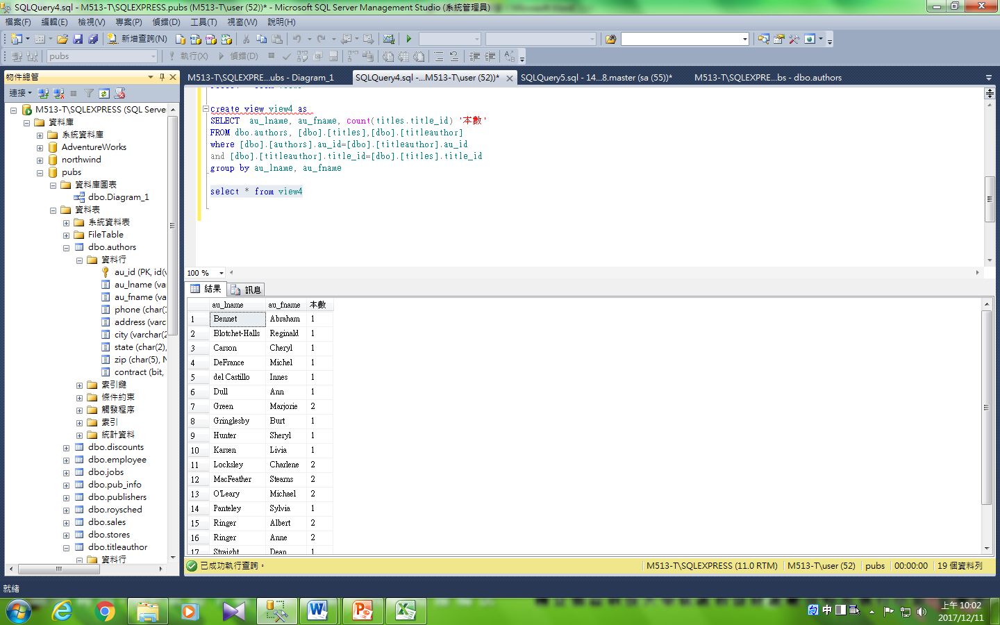 SQLQuery4.sql - M513-T\SQLEXPRESS.pubs (M513-T\user (52))* - Microsoft SQL Server Management Studio (系統管理員)
檔案(F) 編輯(E) 檢視(V) 專案(P) 偵錯(D) 工具(T) 視窗(W) 說明(H)
新增查詢(N)
pubs ! 執行(X) 偵錯(D)
物件總管
連接
M513-T\SQLEXPRESS (SQL Serve
資料庫
系統資料庫
AdventureWorks
northwind
pubs
資料庫圖表
dbo.Diagram_1
資料表
系統資料表
FileTable
dbo.authors
資料行
au_id (PK, id(v
au_lname (va
au_fname (va
phone (char(1
address (varc
city (varchar(2
state (char(2),
zip (char(5), N
contract (bit,
索引鍵
條件約束
觸發程序
索引
統計資料
dbo.discounts
dbo.employee
dbo.jobs
dbo.pub_info
dbo.publishers
dbo.roysched
dbo.sales
dbo.stores
dbo.titleauthor
資料行
M513-T\SQLEXPRE...ubs - Diagram_1 SQLQuery4.sql -...M513-T\user (52))* SQLQuery5.sql - 14...8.master (sa (55))* M513-T\SQLEXPRE...bs - dbo.authors
create view view4 as
SELECT au_lname, au_fname, count(titles.title_id) '本數'
FROM dbo.authors, [dbo].[titles],[dbo].[titleauthor]
where [dbo].[authors].au_id=[dbo].[titleauthor].au_id
and [dbo].[titleauthor].title_id=[dbo].[titles].title_id
group by au_lname, au_fname
select * from view4
100 %
結果 訊息
au_lname au_fname 本數
1 Bennet Abraham 1
2 Blotchet-Halls Reginald 1
3 Carson Cheryl 1
4 DeFrance Michel 1
5 del Castillo Innes 1
6 Dull Ann 1
7 Green Marjorie 2
8 Gringlesby Burt 1
9 Hunter Sheryl 1
10 Karsen Livia 1
11 Locksley Charlene 2
12 MacFeather Stearns 2
13 O'Leary Michael 2
14 Panteley Sylvia 1
15 Ringer Albert 2
16 Ringer Anne 2
17 Straight Dean 1
已成功執行查詢。 M513-T\SQLEXPRESS (11.0 RTM) M513-T\user (52) pubs 00:00:00 19 個資料列
就緒
中
上午 10:02
2017/12/11